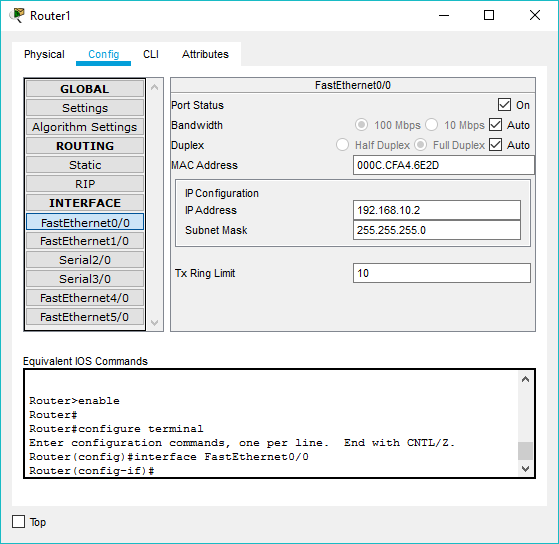 Router1
Physical Config CLI Attributes
GLOBAL
Settings
Algorithm Settings
ROUTING
Static
RIP
INTERFACE
FastEthernet0/0
FastEthernet1/0
Serial2/0
Serial3/0
FastEthernet4/0
FastEthernet5/0
FastEthernet0/0
Port Status On
Bandwidth 100 Mbps 10 Mbps Auto
Duplex Half Duplex Full Duplex Auto
MAC Address 000C.CFA4.6E2D
IP Configuration
IP Address 192.168.10.2
Subnet Mask 255.255.255.0
Tx Ring Limit 10
Equivalent IOS Commands
Router>enable
Router#
Router#configure terminal
Enter configuration commands, one per line. End with CNTL/Z.
Router(config)#interface FastEthernet0/0
Router(config-if)#
Top